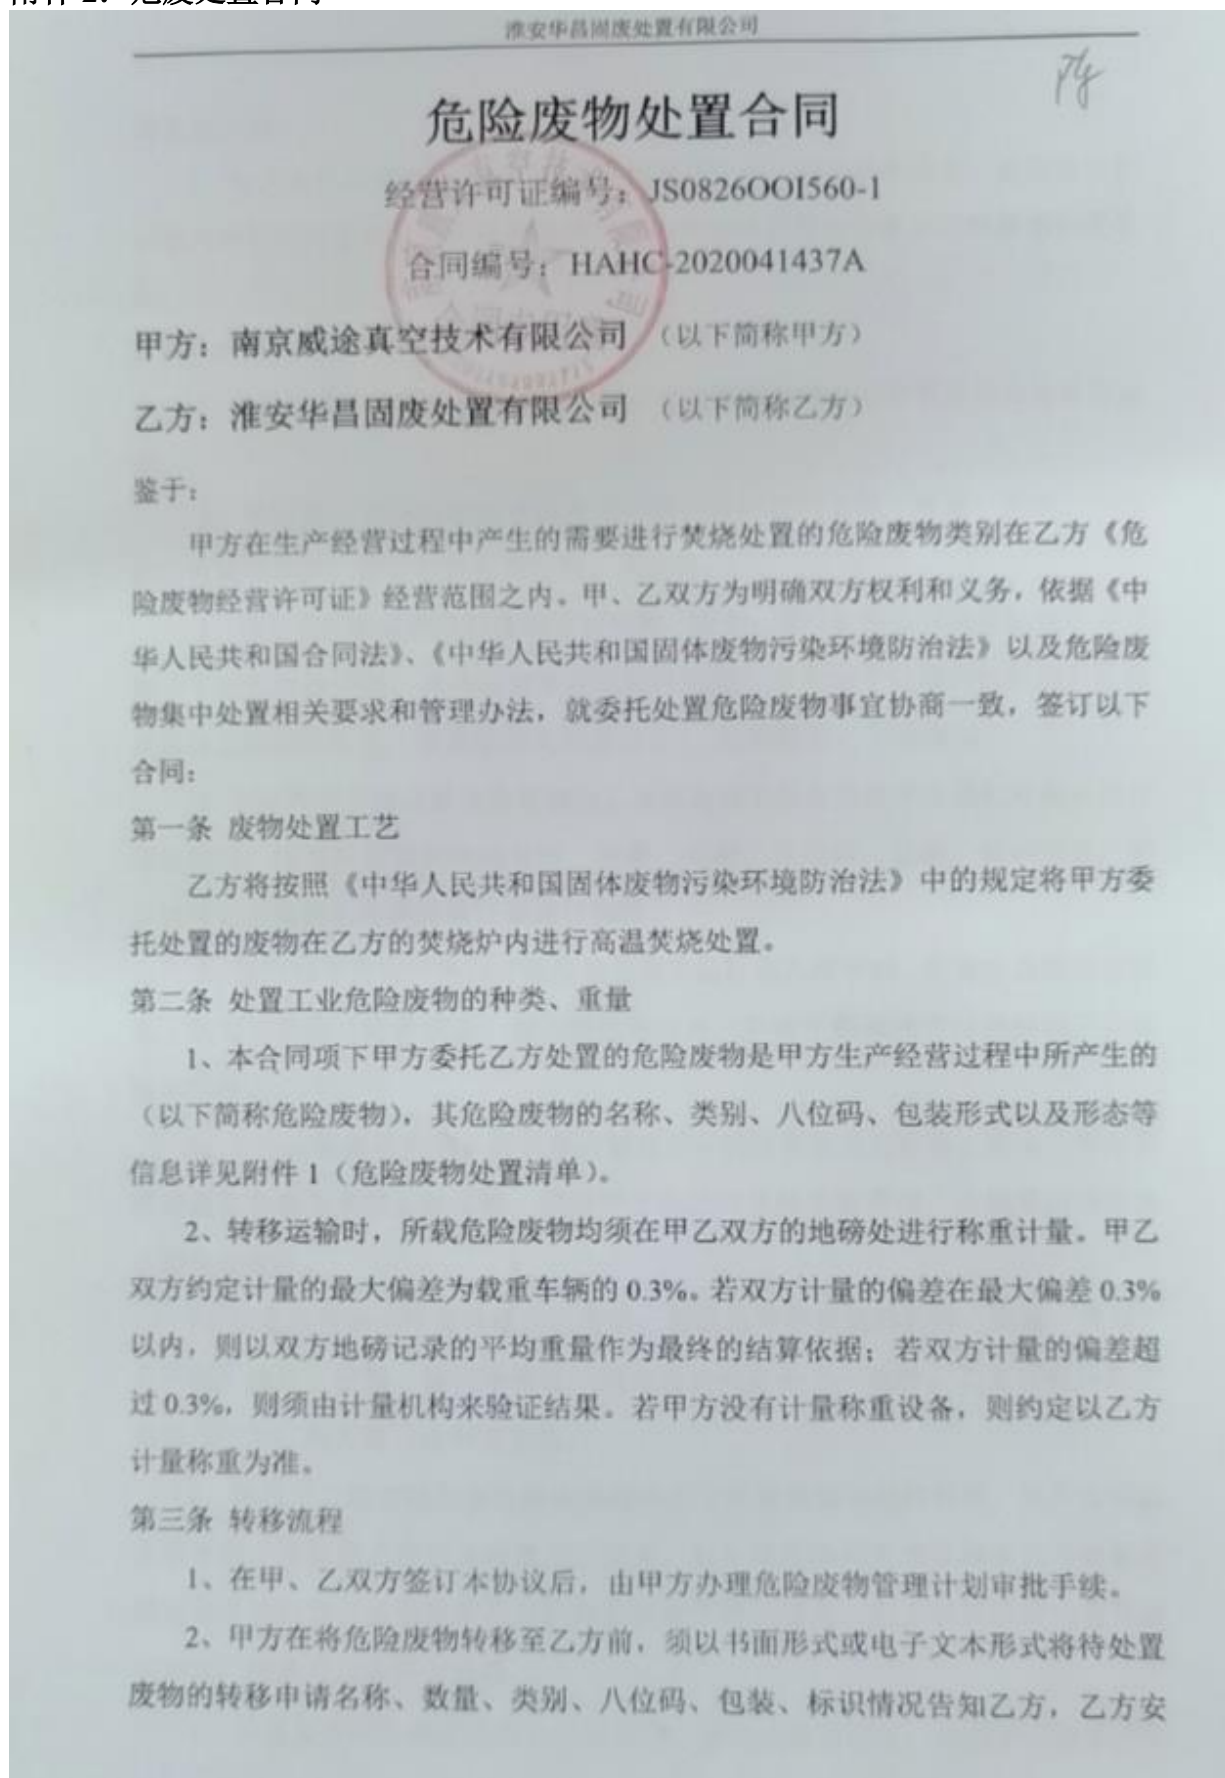 淮安华昌固废处置有限公司
危险废物处置合同
经营许可证编号：JS0826OOI560-1
合同编号：HAHC-2020041437A
甲方：南京威途真空技术有限公司 （以下简称甲方）
乙方：淮安华昌固废处置有限公司 （以下简称乙方）
鉴于：
甲方在生产经营过程中产生的需要进行焚烧处置的危险废物类别在乙方《危
险废物经营许可证》经营范围之内。甲、乙双方为明确双方权利和义务，依据《中
华人民共和国合同法》、《中华人民共和国固体废物污染环境防治法》以及危险废
物集中处置相关要求和管理办法，就委托处置危险废物事宜协商一致，签订以下
合同：
第一条 废物处置工艺
乙方将按照《中华人民共和国固体废物污染环境防治法》中的规定将甲方委
托处置的废物在乙方的焚烧炉内进行高温焚烧处置。
第二条 处置工业危险废物的种类、重量
1、本合同项下甲方委托乙方处置的危险废物是甲方生产经营过程中所产生的
（以下简称危险废物），其危险废物的名称、类别、八位码、包装形式以及形态等
信息详见附件 1（危险废物处置清单）。
2、转移运输时，所载危险废物均须在甲乙双方的地磅处进行称重计量。甲乙
双方约定计量的最大偏差为载重车辆的 0.3%。若双方计量的偏差在最大偏差 0.3%
以内，则以双方地磅记录的平均重量作为最终的结算依据；若双方计量的偏差超
过 0.3%，则须由计量机构来验证结果。若甲方没有计量称重设备，则约定以乙方
计量称重为准。
第三条 转移流程
1、在甲、乙双方签订本协议后，由甲方办理危险废物管理计划审批手续。
2、甲方在将危险废物转移至乙方前，须以书面形式或电子文本形式将待处置
废物的转移申请名称、数量、类别、八位码、包装、标识情况告知乙方，乙方安